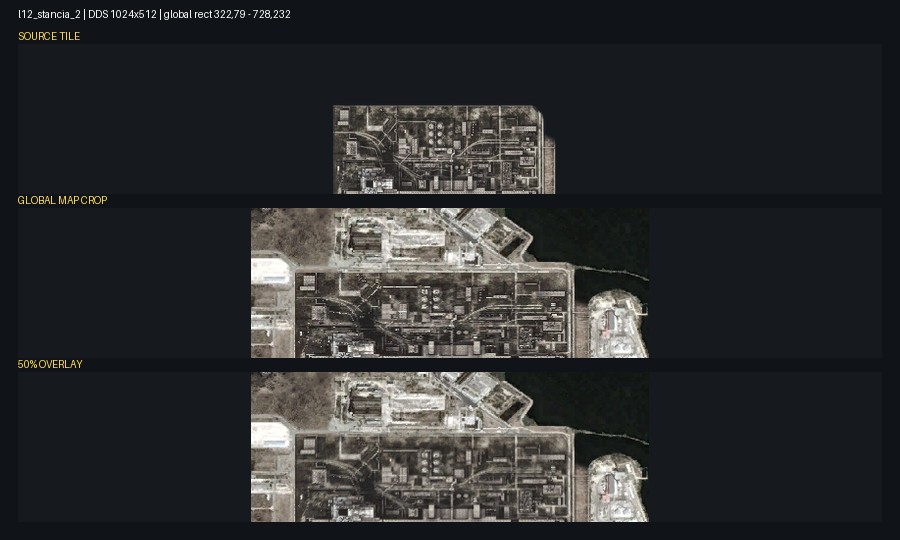 l12_stancia_2 | DDS 1024x512 | global rect 322,79 - 728,232
SOURCE TILE
GLOBAL MAP CROP
50% OVERLAY